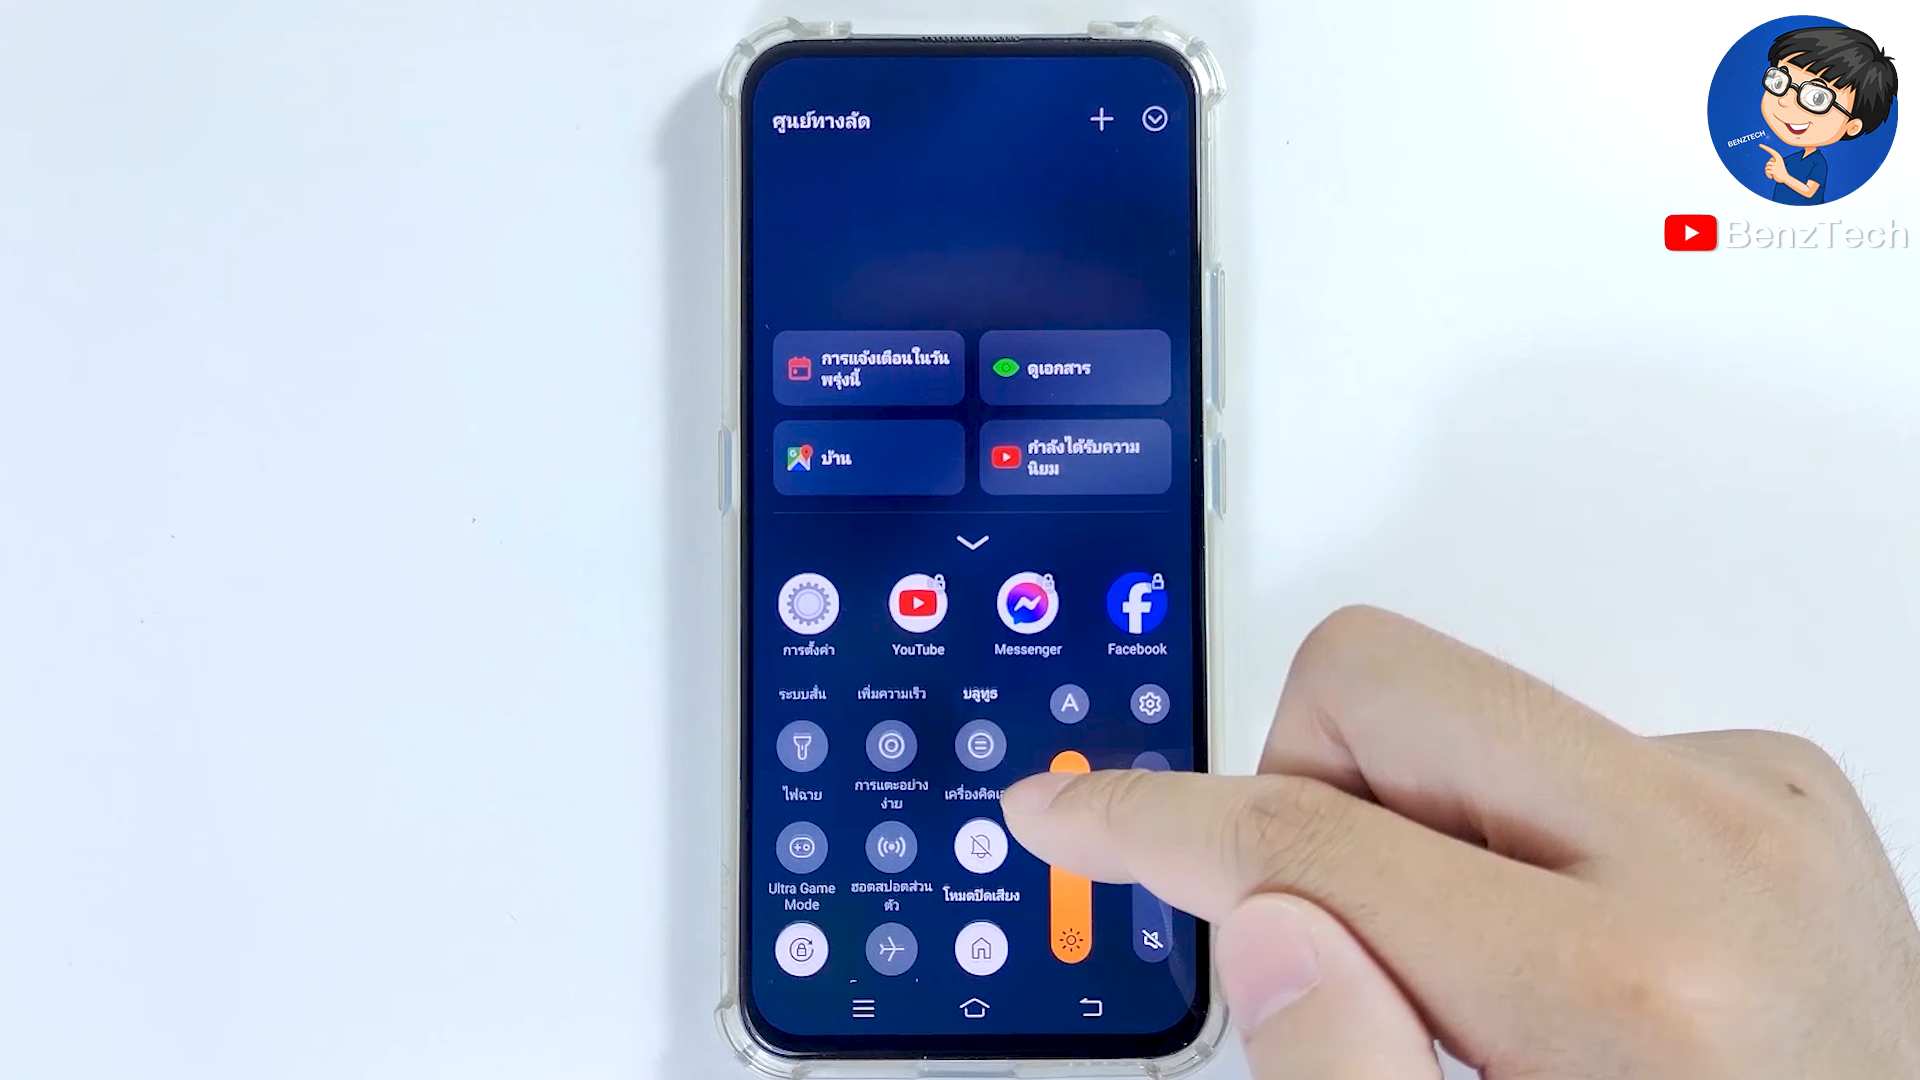 BENZTECH
BenzTech
ศูนย์ทางลัด
การแจ้งเตือนในวัน
พรุ่งนี้
ดูเอกสาร
บ้าน
กำลังได้รับความ
นิยม
การตั้งค่า
YouTube
Messenger
Facebook
ระบบสั่น
เพิ่มความเร็ว
บลูทูธ
A
ไฟฉาย
การแตะอย่าง
ง่าย
Ultra Game
Mode
ฮอตสปอตส่วน
ตัว
โหมดปิดเสียง